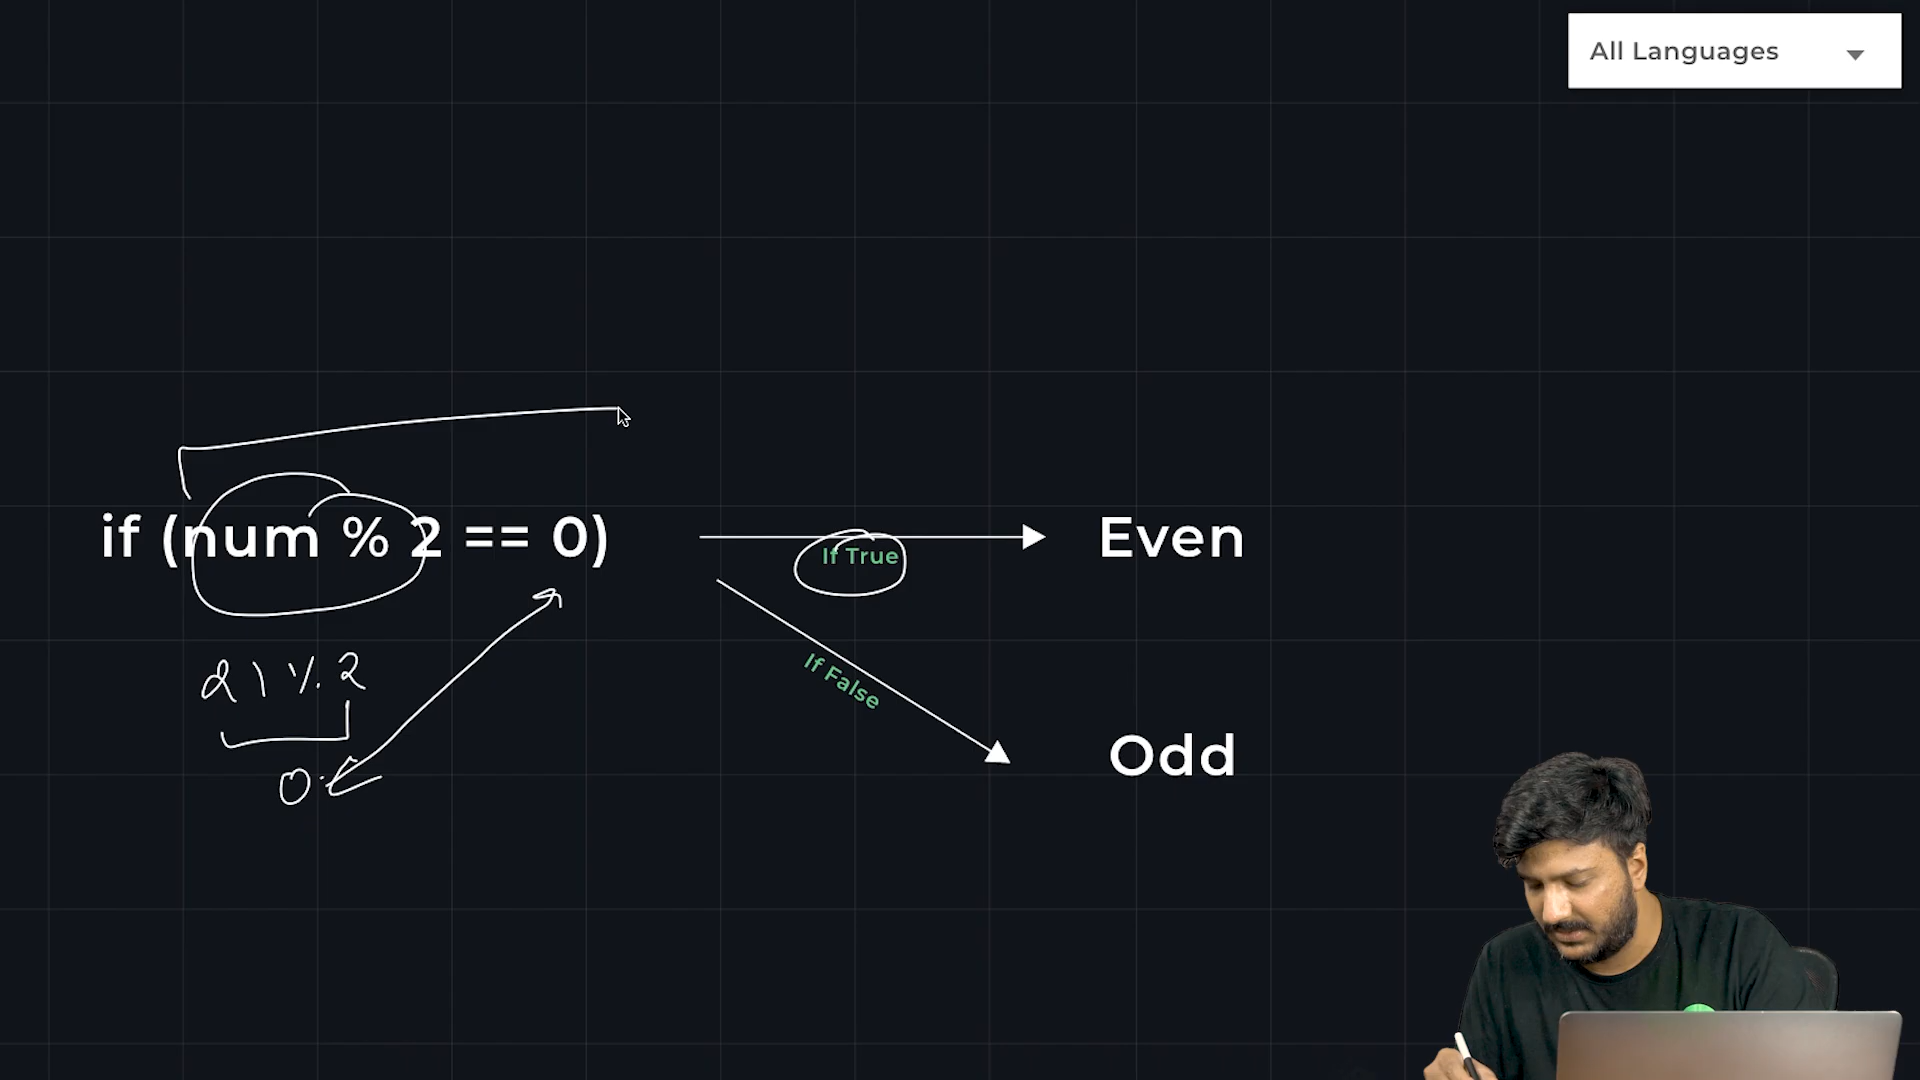 All Languages
if (num % 2 == 0)
If True
Even
If False
Odd
21 % 2
0